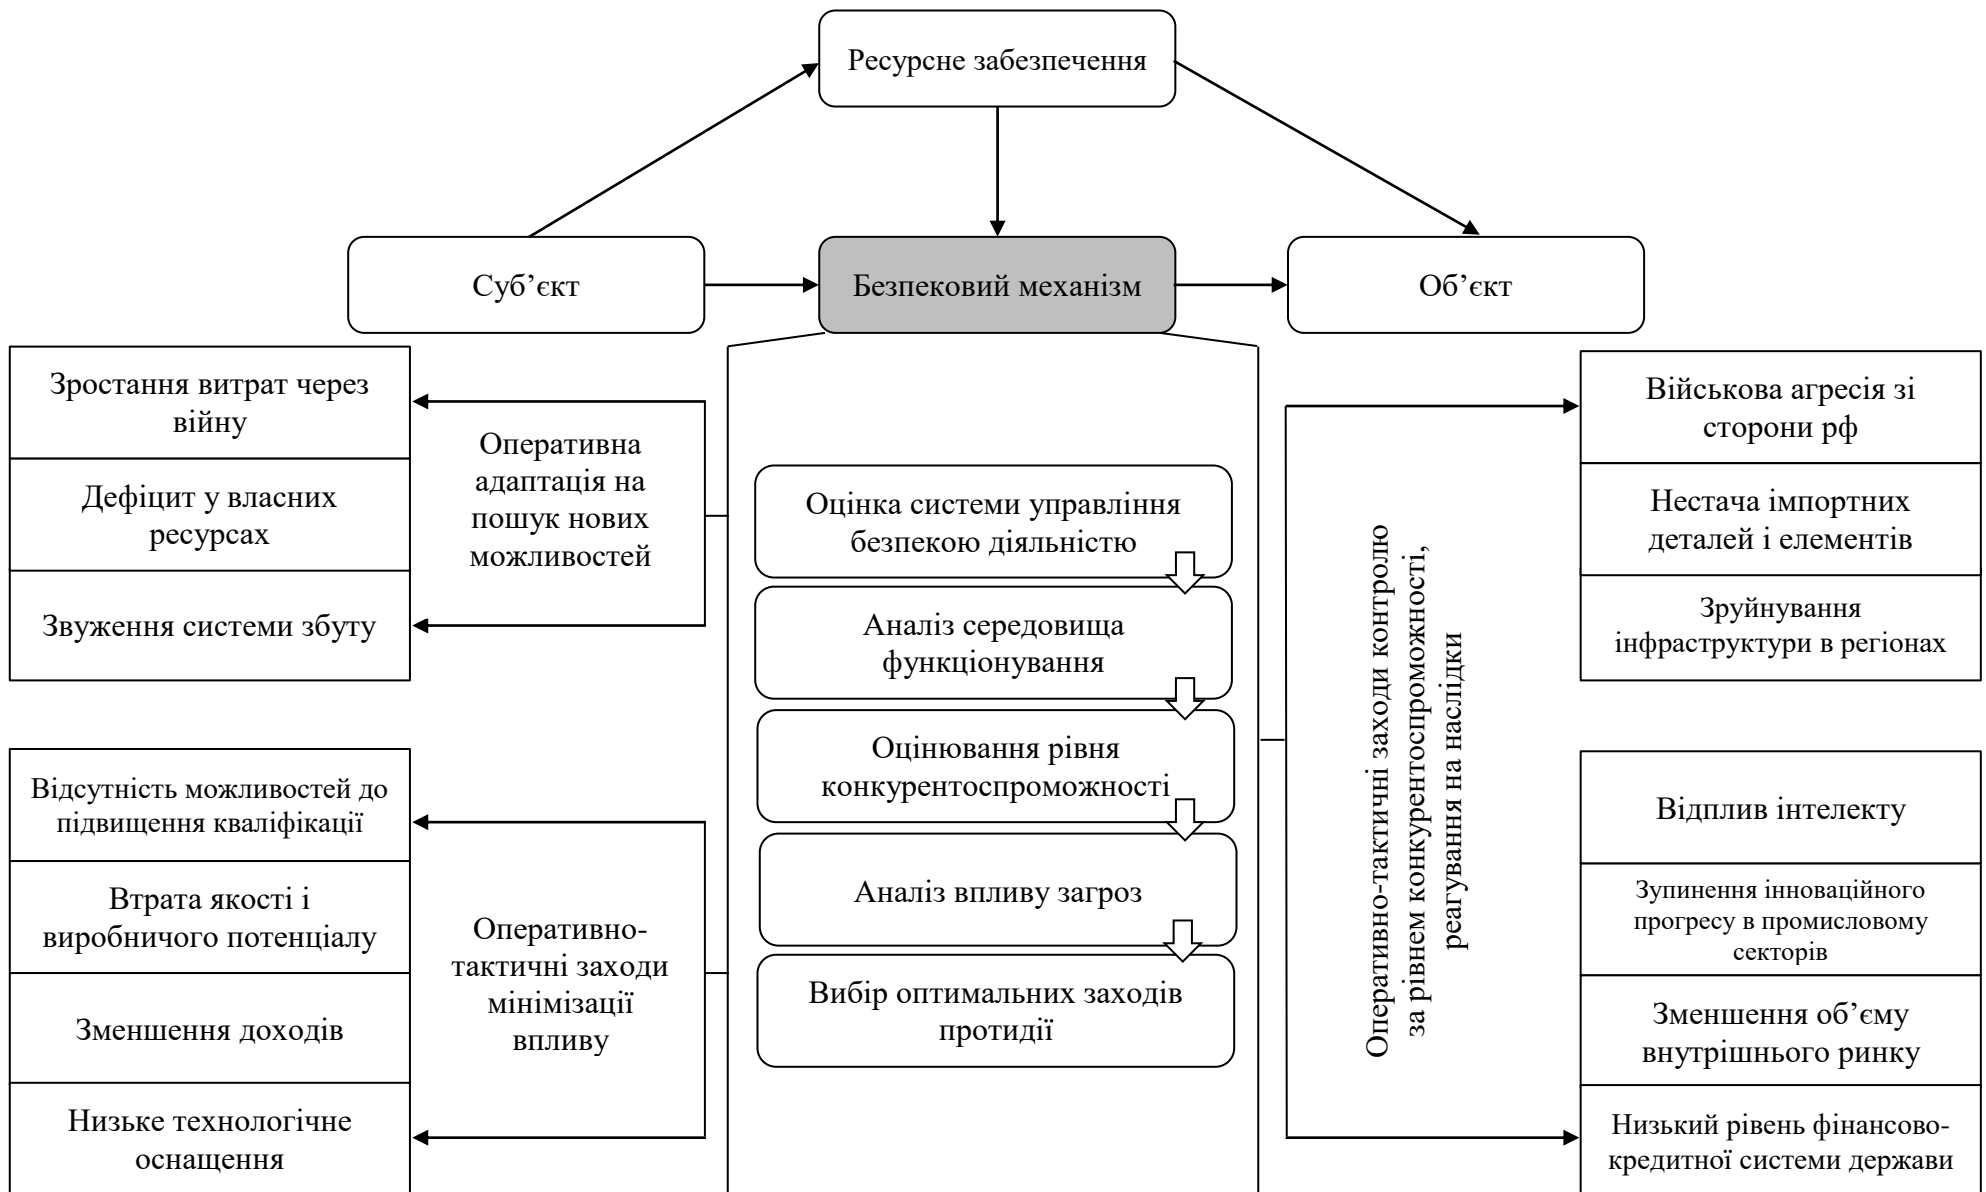 Ресурсне забезпечення
Суб’єкт
Безпековий механізм
Об’єкт
Зростання витрат через
війну
Дефіцит у власних
ресурсах
Звуження системи збуту
Оперативна
адаптація на
пошук нових
можливостей
Відсутність можливостей до
підвищення кваліфікації
Втрата якості і
виробничого потенціалу
Зменшення доходів
Низьке технологічне
оснащення
Оперативно-
тактичні заходи
мінімізації
впливу
Оцінка системи управління
безпекою діяльністю
Аналіз середовища
функціонування
Оцінювання рівня
конкурентоспроможності
Аналіз впливу загроз
Вибір оптимальних заходів
протидії
Оперативно-тактичні заходи контролю
за рівнем конкурентоспроможності,
реагування на наслідки
Військова агресія зі
сторони рф
Нестача імпортних
деталей і елементів
Зруйнування
інфраструктури в регіонах
Відплив інтелекту
Зупинення інноваційного
прогресу в промисловому
секторів
Зменшення об’єму
внутрішнього ринку
Низький рівень фінансово-
кредитної системи держави